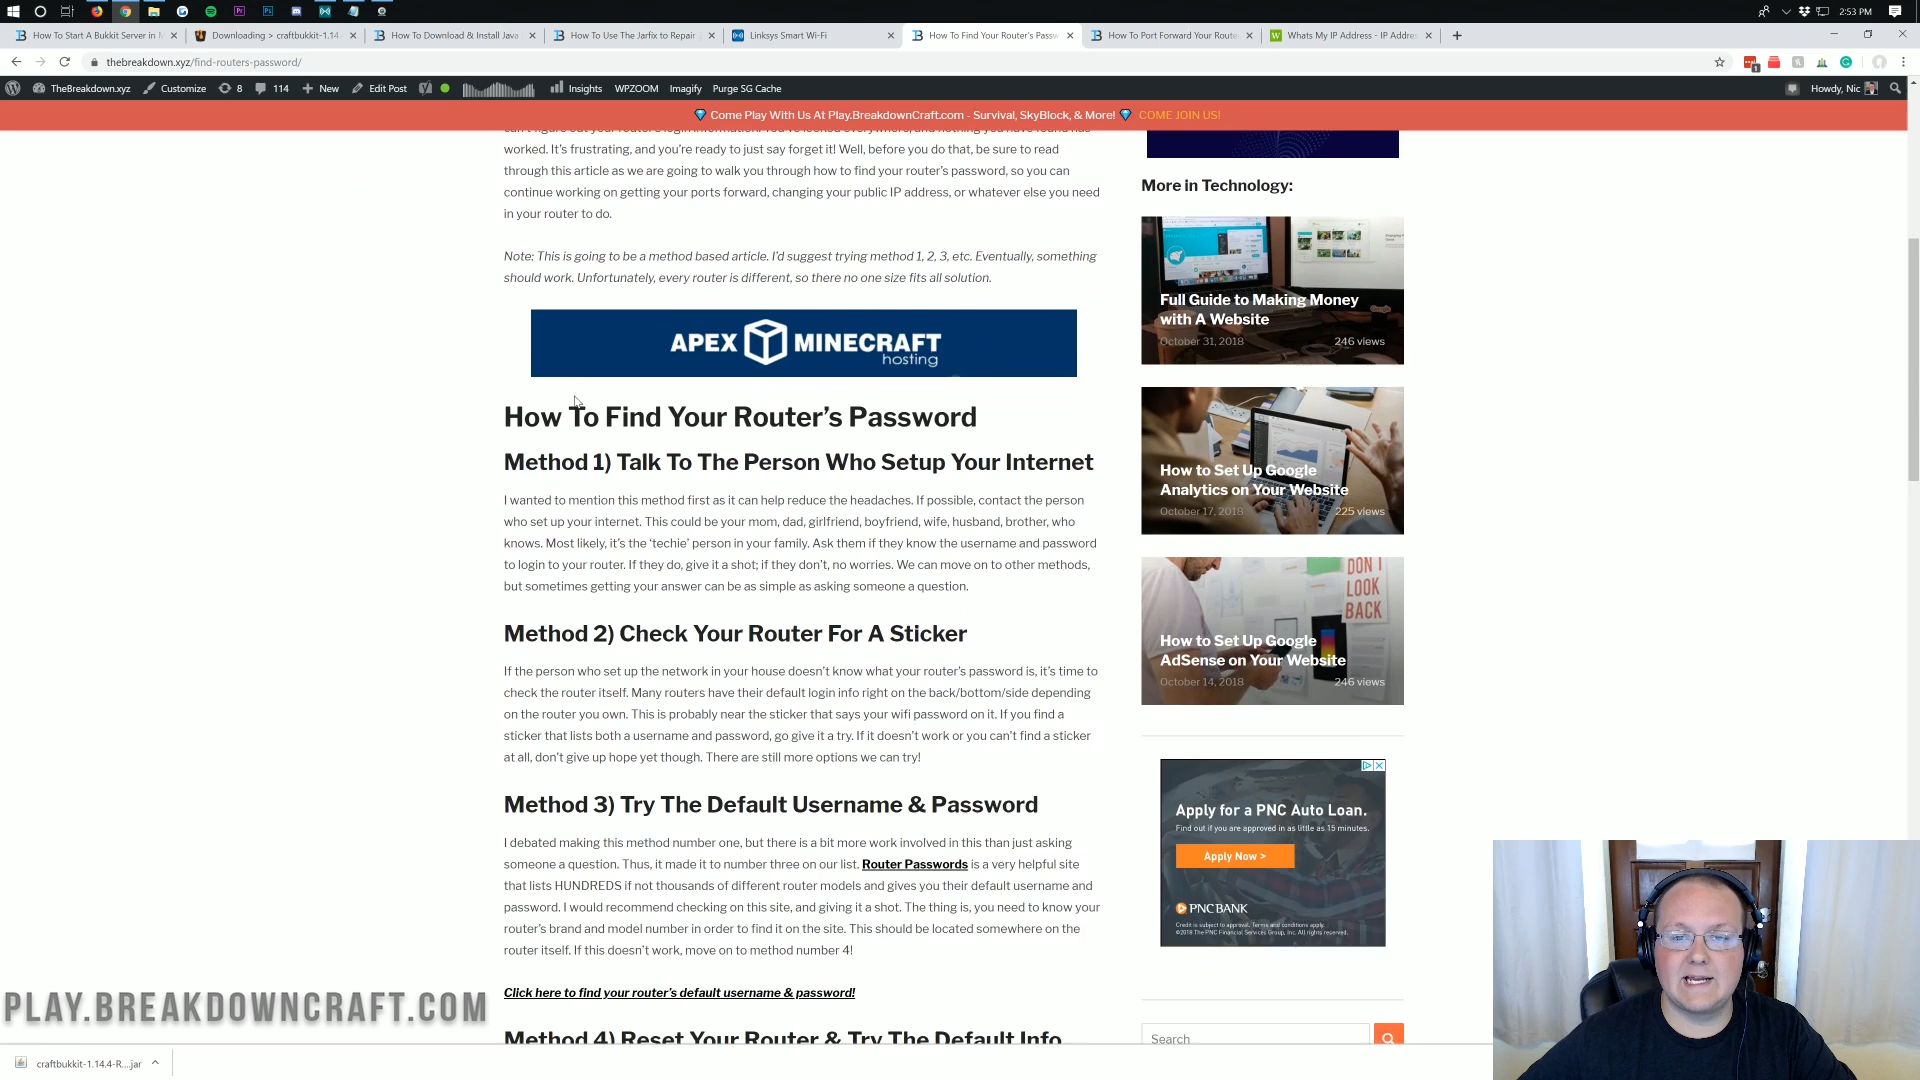 2:53 PM
How To Start A Bukkit Server in
Downloading > craftbukkit-1.14
How To Download & Install Java
How To Use The Jarfix to Repair
Linksys Smart Wi-Fi
How To Find Your Router's Passw
How To Port Forward Your Route
Whats My IP Address - IP Addre
thebreakdown.xyz/find-routers-password/
TheBreakdown.xyz Customize 8 114 New Edit Post Insights WPZOOM Imagify Purge SG Cache Howdy, Nic
Come Play With Us At Play.BreakdownCraft.com - Survival, SkyBlock, & More! COME JOIN US!
worked. It's frustrating, and you're ready to just say forget it! Well, before you do that, be sure to read
through this article as we are going to walk you through how to find your router's password, so you can
continue working on getting your ports forward, changing your public IP address, or whatever else you need
in your router to do.
Note: This is going to be a method based article. I'd suggest trying method 1, 2, 3, etc. Eventually, something
should work. Unfortunately, every router is different, so there no one size fits all solution.
APEX MINECRAFT
hosting
How To Find Your Router's Password
Method 1) Talk To The Person Who Setup Your Internet
I wanted to mention this method first as it can help reduce the headaches. If possible, contact the person
who set up your internet. This could be your mom, dad, girlfriend, boyfriend, wife, husband, brother, who
knows. Most likely, it's the 'techie' person in your family. Ask them if they know the username and password
to login to your router. If they do, give it a shot; if they don't, no worries. We can move on to other methods,
but sometimes getting your answer can be as simple as asking someone a question.
Method 2) Check Your Router For A Sticker
If the person who set up the network in your house doesn't know what your router's password is, it's time to
check the router itself. Many routers have their default login info right on the back/bottom/side depending
on the router you own. This is probably near the sticker that says your wifi password on it. If you find a
sticker that lists both a username and password, go give it a try. If it doesn't work or you can't find a sticker
at all, don't give up hope yet though. There are still more options we can try!
Method 3) Try The Default Username & Password
I debated making this method number one, but there is a bit more work involved in this than just asking
someone a question. Thus, it made it to number three on our list. Router Passwords is a very helpful site
that lists HUNDREDS if not thousands of different router models and gives you their default username and
password. I would recommend checking on this site, and giving it a shot. The thing is, you need to know your
router's brand and model number in order to find it on the site. This should be located somewhere on the
router itself. If this doesn't work, move on to method number 4!
Click here to find your router's default username & password!
Method 4) Reset Your Router & Try The Default Info
More in Technology:
Full Guide to Making Money
with A Website
October 31, 2018 246 views
How to Set Up Google
Analytics on Your Website
October 17, 2018 225 views
DON'T
LOOK
BACK
How to Set Up Google
AdSense on Your Website
October 14, 2018 246 views
Apply for a PNC Auto Loan.
Find out if you are approved in as little as 15 minutes.
Apply Now >
PNC BANK
Credit is subject to approval. Terms and conditions apply.
©2018 The PNC Financial Services Group, Inc. All rights reserved.
Search
PLAY.BREAKDOWNCRAFT.COM
craftbukkit-1.14.4-R....jar